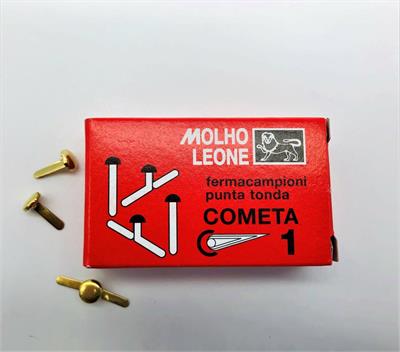 MOLHO
LEONE
fermacampioni
punta tonda
COMETA
1